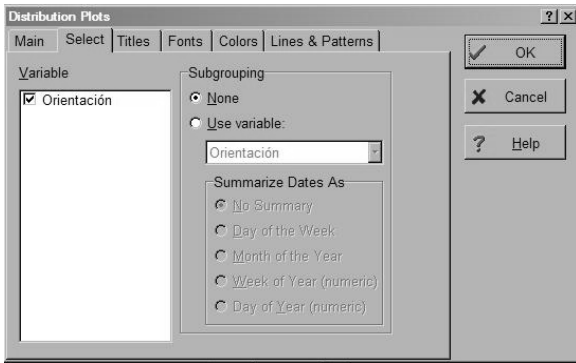 Distribution Plots
Main Select Titles Fonts Colors Lines & Patterns
Variable
Orientación
Subgrouping
None
Use variable:
Orientación
Summarize Dates As
No Summary
Day of the Week
Month of the Year
Week of Year (numeric)
Day of Year (numeric)
OK
Cancel
? Help